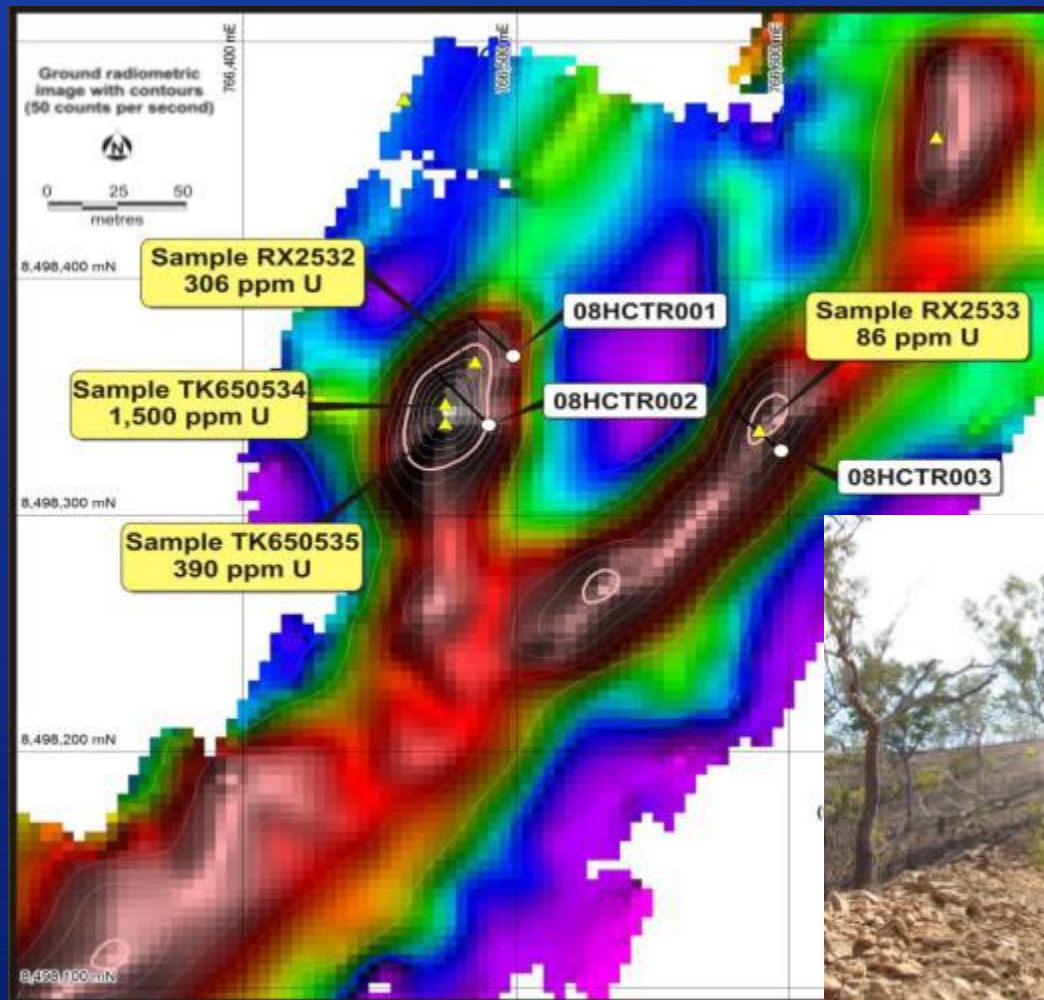 766,400 mE
766,500 mE
766,600 mE
Ground radiometric
image with contours
(50 counts per second)
N
0 25 50
metres
8,498,400 mN
Sample RX2532
306 ppm U
08HCTR001
Sample RX2533
86 ppm U
Sample TK650534
1,500 ppm U
08HCTR002
08HCTR003
8,498,300 mN
Sample TK650535
390 ppm U
8,498,200 mN
(
8,498,100 mN